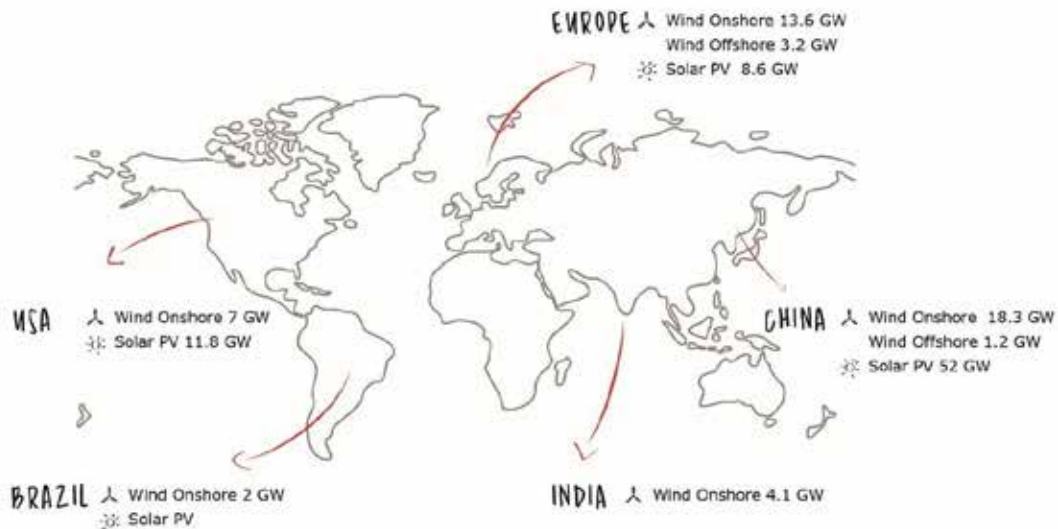 EUROPE Wind Onshore 13.6 GW
Wind Offshore 3.2 GW
Solar PV 8.6 GW
USA Wind Onshore 7 GW
Solar PV 11.8 GW
CHINA Wind Onshore 18.3 GW
Wind Offshore 1.2 GW
Solar PV 52 GW
BRAZIL Wind Onshore 2 GW
Solar PV
INDIA Wind Onshore 4.1 GW